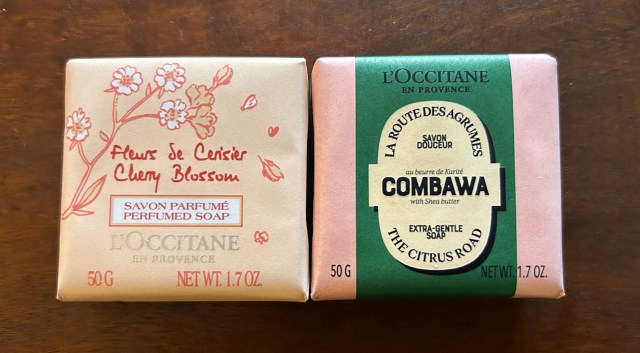 Fleurs de Cerisier
Cherry Blossom
SAVON PARFUMÉ
PERFUMED SOAP
L'OCCITANE
EN PROVENCE
50 G NET WT. 1.7 OZ.
L'OCCITANE
EN PROVENCE
LA ROUTE DES AGRUMES
SAVON
DOUCEUR
au beurre de Karité
COMBAWA
with Shea butter
EXTRA-GENTLE
SOAP
THE CITRUS ROAD
50 G NET WT. 1.7 OZ.